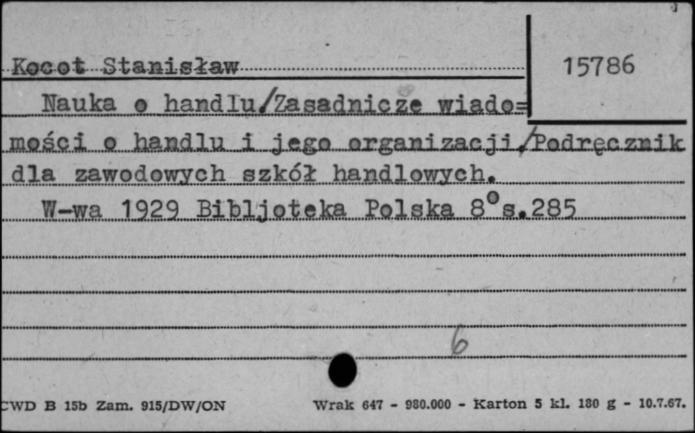 Kocot Stanisław
15786
Nauka o handlu/Zasadnicze wiado=
mości o handlu i jego organizacji./Podręcznik
dla zawodowych szkół handlowych.
W-wa 1929 Bibljoteka Polska 8° s.285
6
CWD B 15b Zam. 915/DW/ON
Wrak 647 - 980.000 - Karton 5 kl. 180 g - 10.7.67.